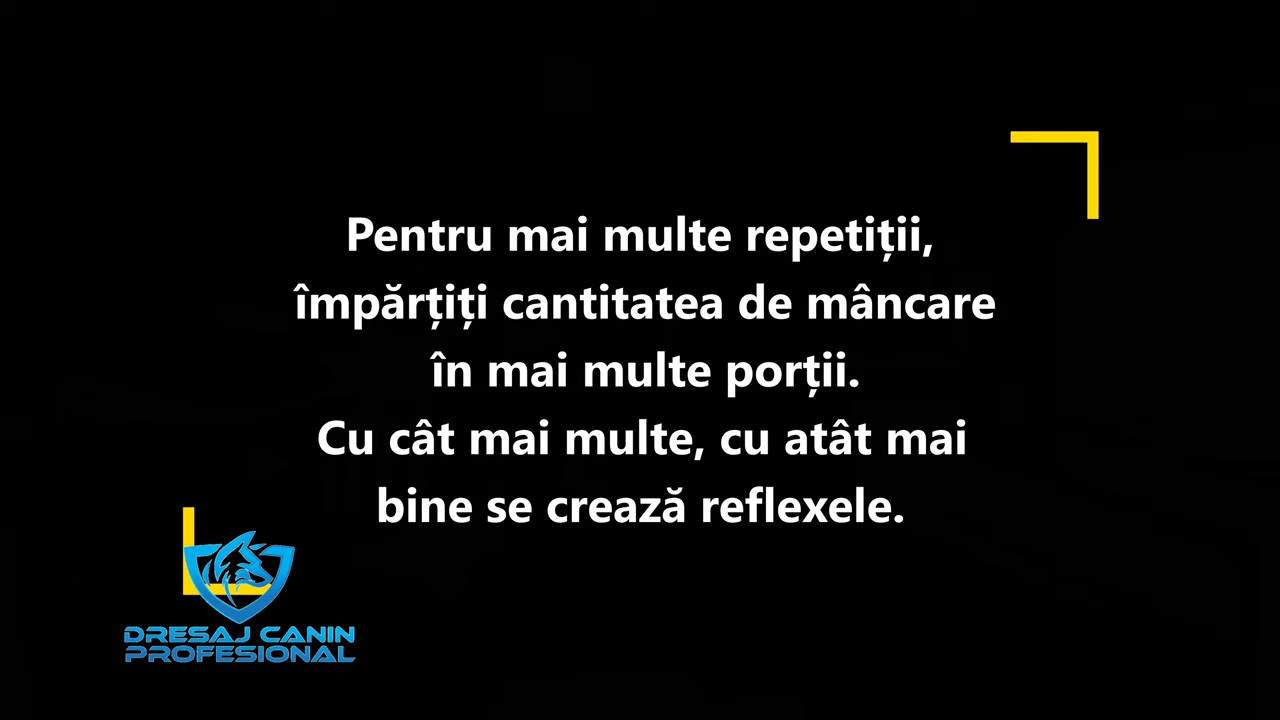 Pentru mai multe repetiții,
împărțiți cantitatea de mâncare
în mai multe porții.
Cu cât mai multe, cu atât mai
bine se crează reflexele.
DRESAJ CANIN
PROFESIONAL